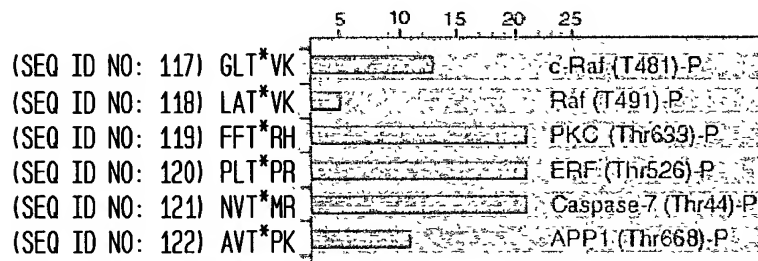 5 10 15 20 25
(SEQ ID NO: 117) GLT*VK c-Raf (T481)-P
(SEQ ID NO: 118) LAT*VK Raf (T491)-P
(SEQ ID NO: 119) FFT*RH PKC (Thr633)-P
(SEQ ID NO: 120) PLT*PR ERF (Thr526)-P
(SEQ ID NO: 121) NVT*MR Caspase-7 (Thr44)-P
(SEQ ID NO: 122) AVT*PK APP1 (Thr668)-P